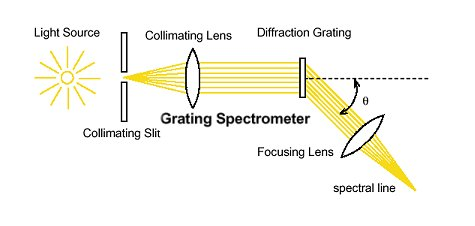 Light Source
Collimating Lens
Diffraction Grating
θ
Grating Spectrometer
Collimating Slit
Focusing Lens
spectral line